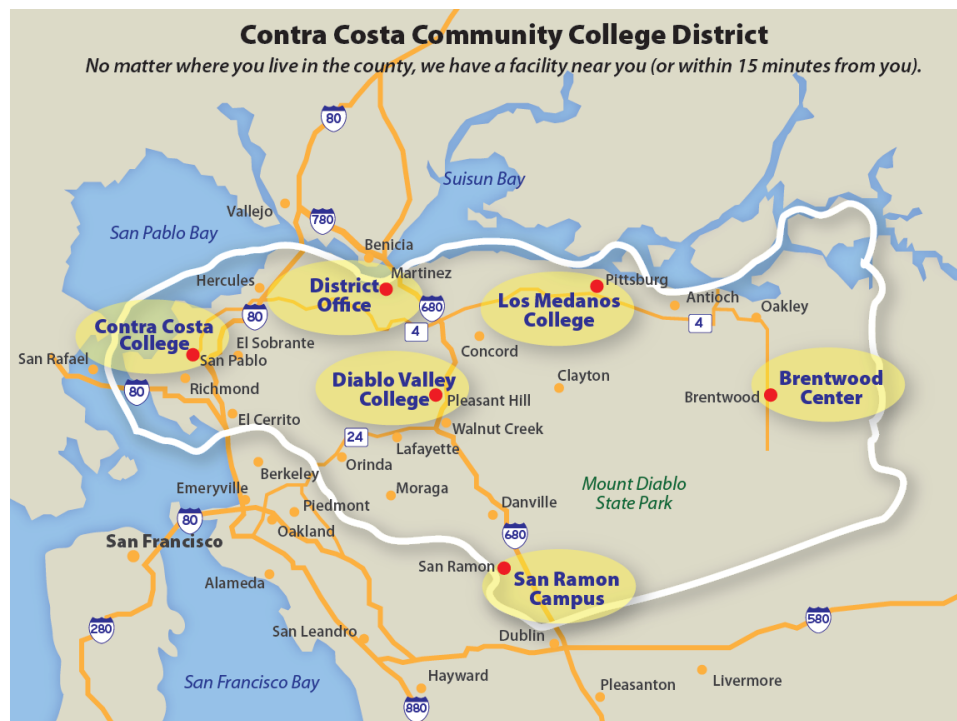 Contra Costa Community College District
No matter where you live in the county, we have a facility near you (or within 15 minutes from you).
80
Suisun Bay
Vallejo
780
San Pablo Bay
Benicia
Hercules
Martinez
District
Office
Pittsburg
680
Los Medanos
College
Antioch
Oakley
80
4
4
Contra Costa
College
El Sobrante
San Rafael
San Pablo
Concord
80
Richmond
Diablo Valley
College
Clayton
Pleasant Hill
Brentwood
Brentwood
Center
El Cerrito
24
Walnut Creek
Lafayette
Orinda
Berkeley
Emeryville
Moraga
Mount Diablo
State Park
Piedmont
Danville
80
Oakland
680
San Francisco
San Ramon
San Ramon
Campus
Alameda
280
580
San Leandro
Dublin
San Francisco Bay
Hayward
Pleasanton
Livermore
880